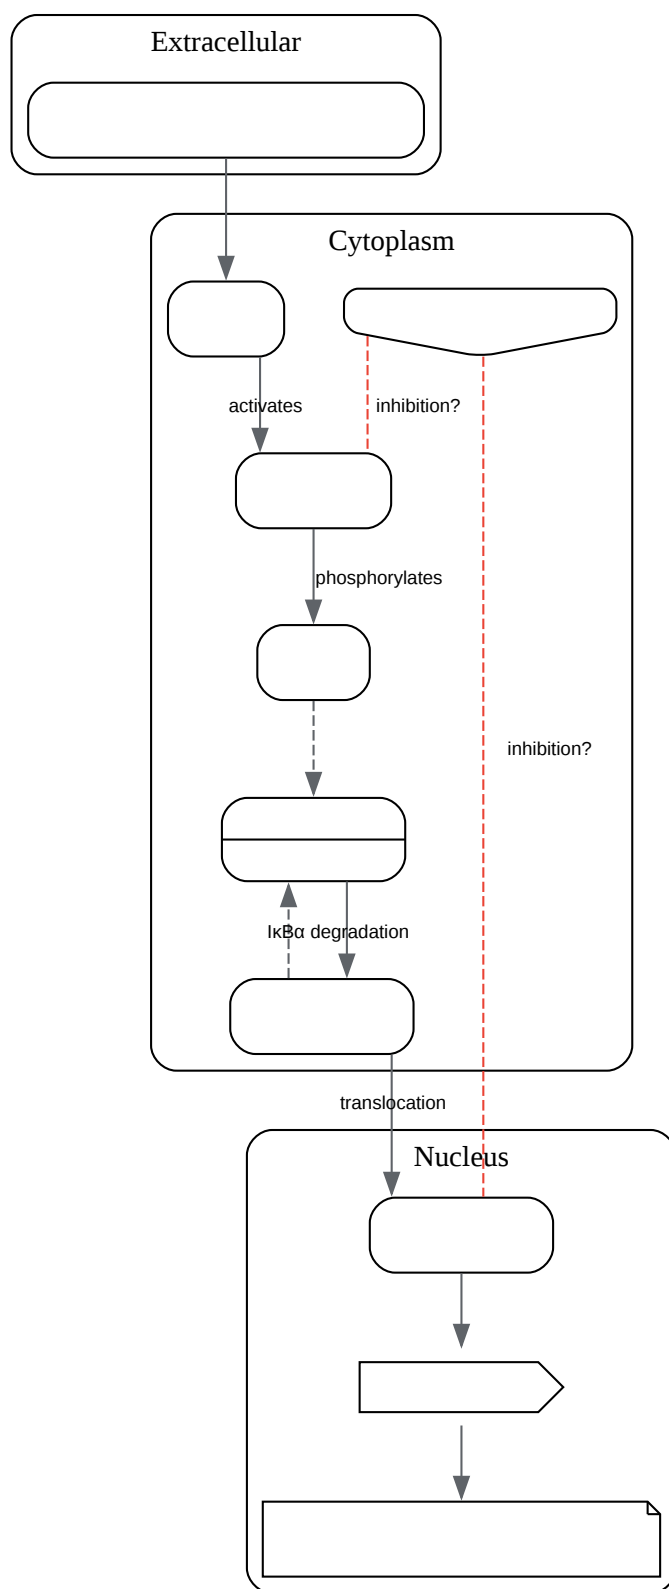 Extracellular
Cytoplasm
activates
inhibition?
phosphorylates
inhibition?
IκBα degradation
translocation
Nucleus